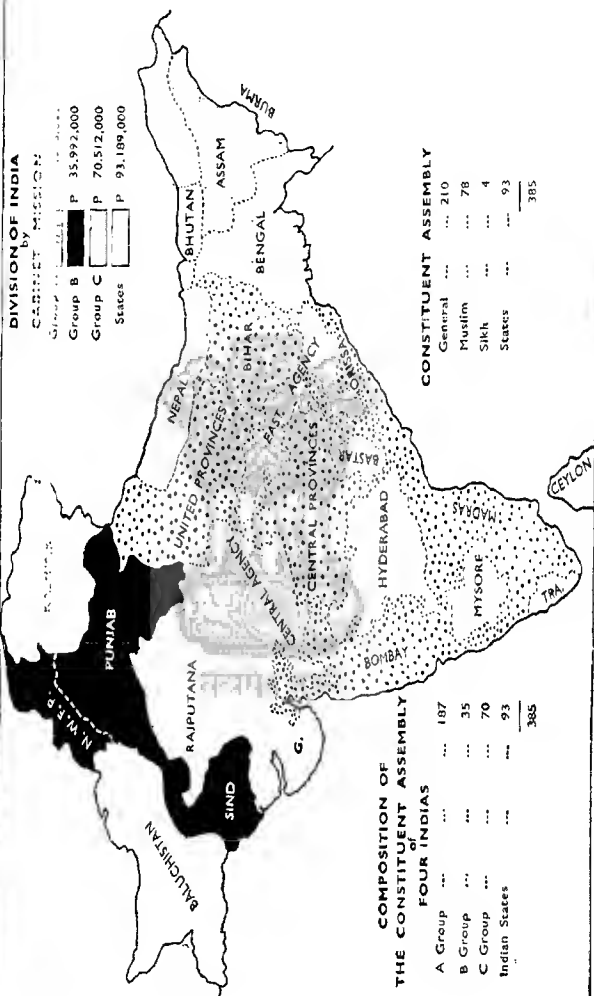 DIVISION OF INDIA
by
CABINET MISSION
Group
Group B P 35.992,000
Group C P 70.512,000
States P 93.189,000
N. W. F. P.
PUNJAB
BALUCHISTAN
SIND
RAJPUTANA
G.
UNITED PROVINCES
NEPAL
BHUTAN
ASSAM
BURMA
BENGAL
BIHAR
EAST AGENCY
ORISSA
CENTRAL AGENCY
CENTRAL PROVINCES
BASTAR
HYDERABAD
BOMBAY
MADRAS
MYSORE
TRA.
CEYLON
COMPOSITION OF
THE CONSTITUENT ASSEMBLY
of
FOUR INDIAS
A Group ... ... ... 187
B Group ... ... ... 35
C Group ... ... ... 70
Indian States ... ... 93
385
CONSTITUENT ASSEMBLY
General ... ... 210
Muslim ... ... 78
Sikh ... ... 4
States ... ... 93
385